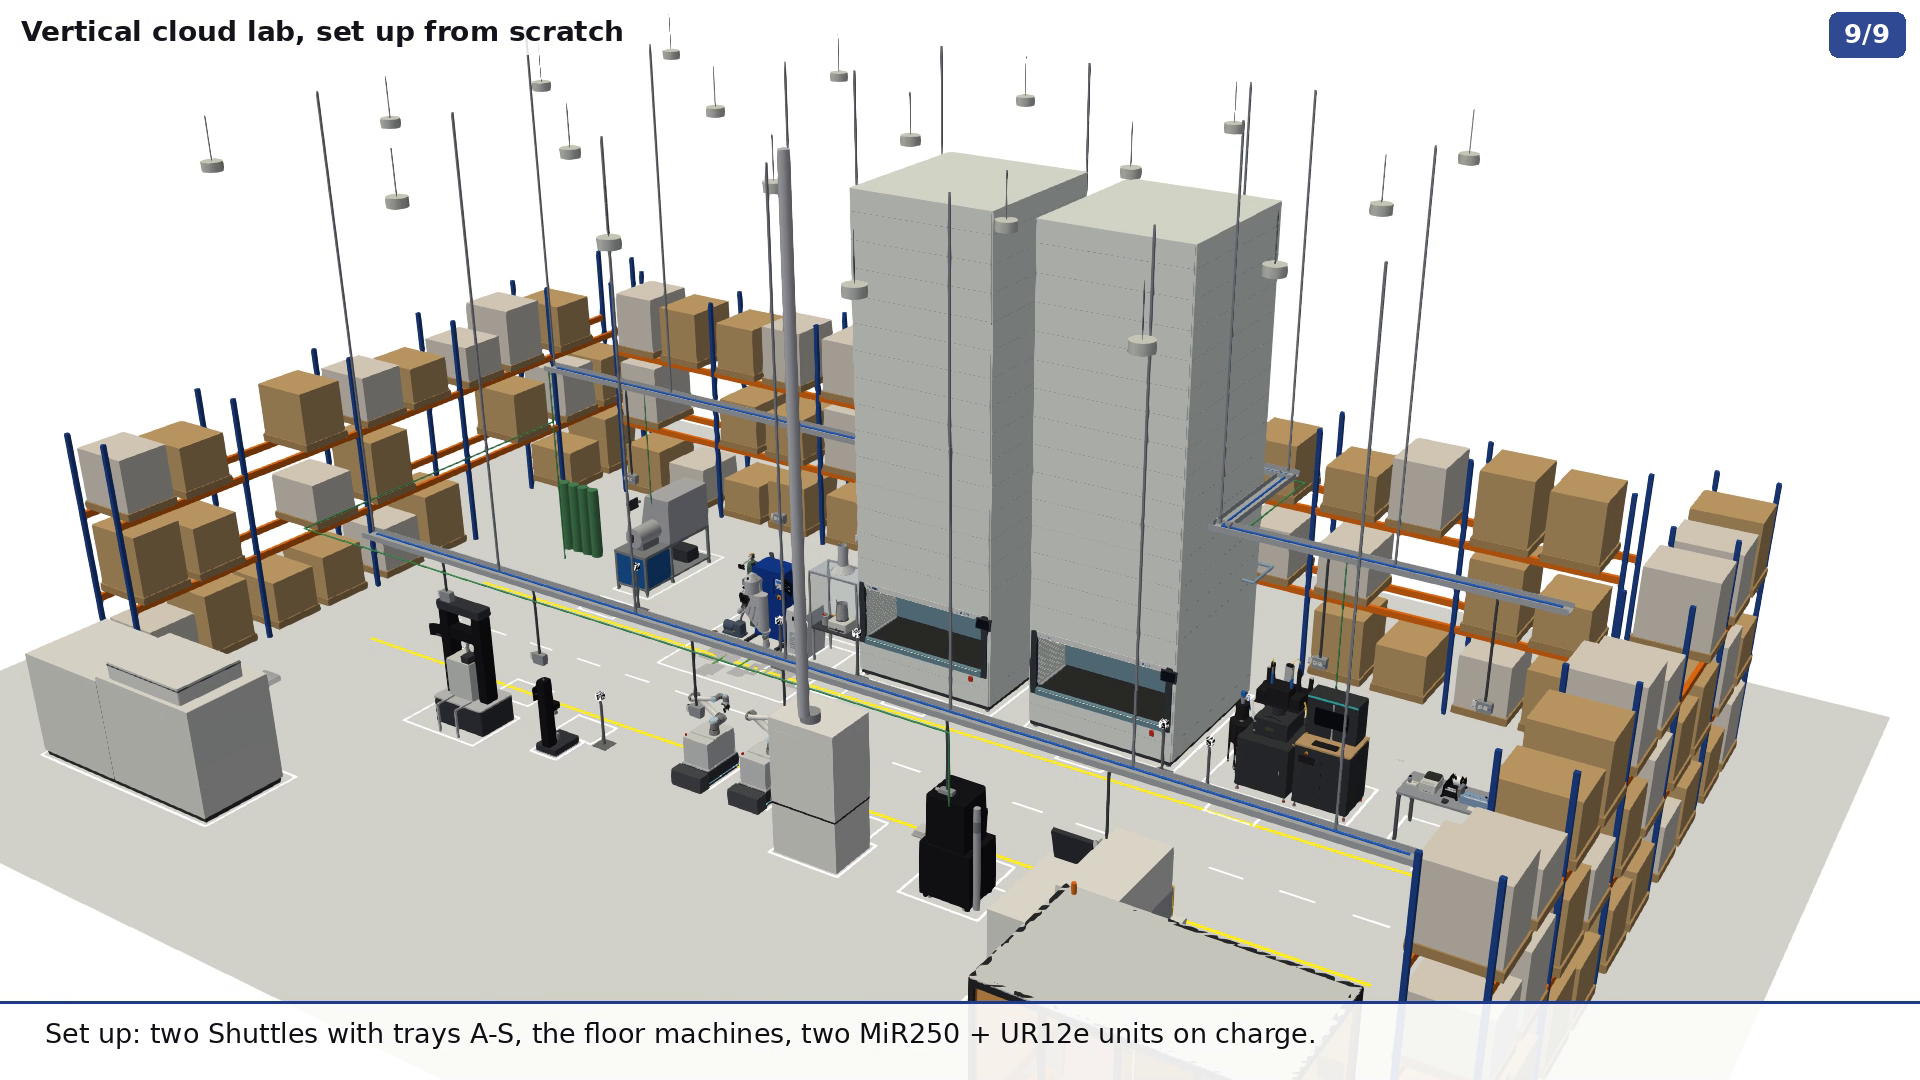 Vertical cloud lab, set up from scratch
9/9
Set up: two Shuttles with trays A-S, the floor machines, two MiR250 + UR12e units on charge.